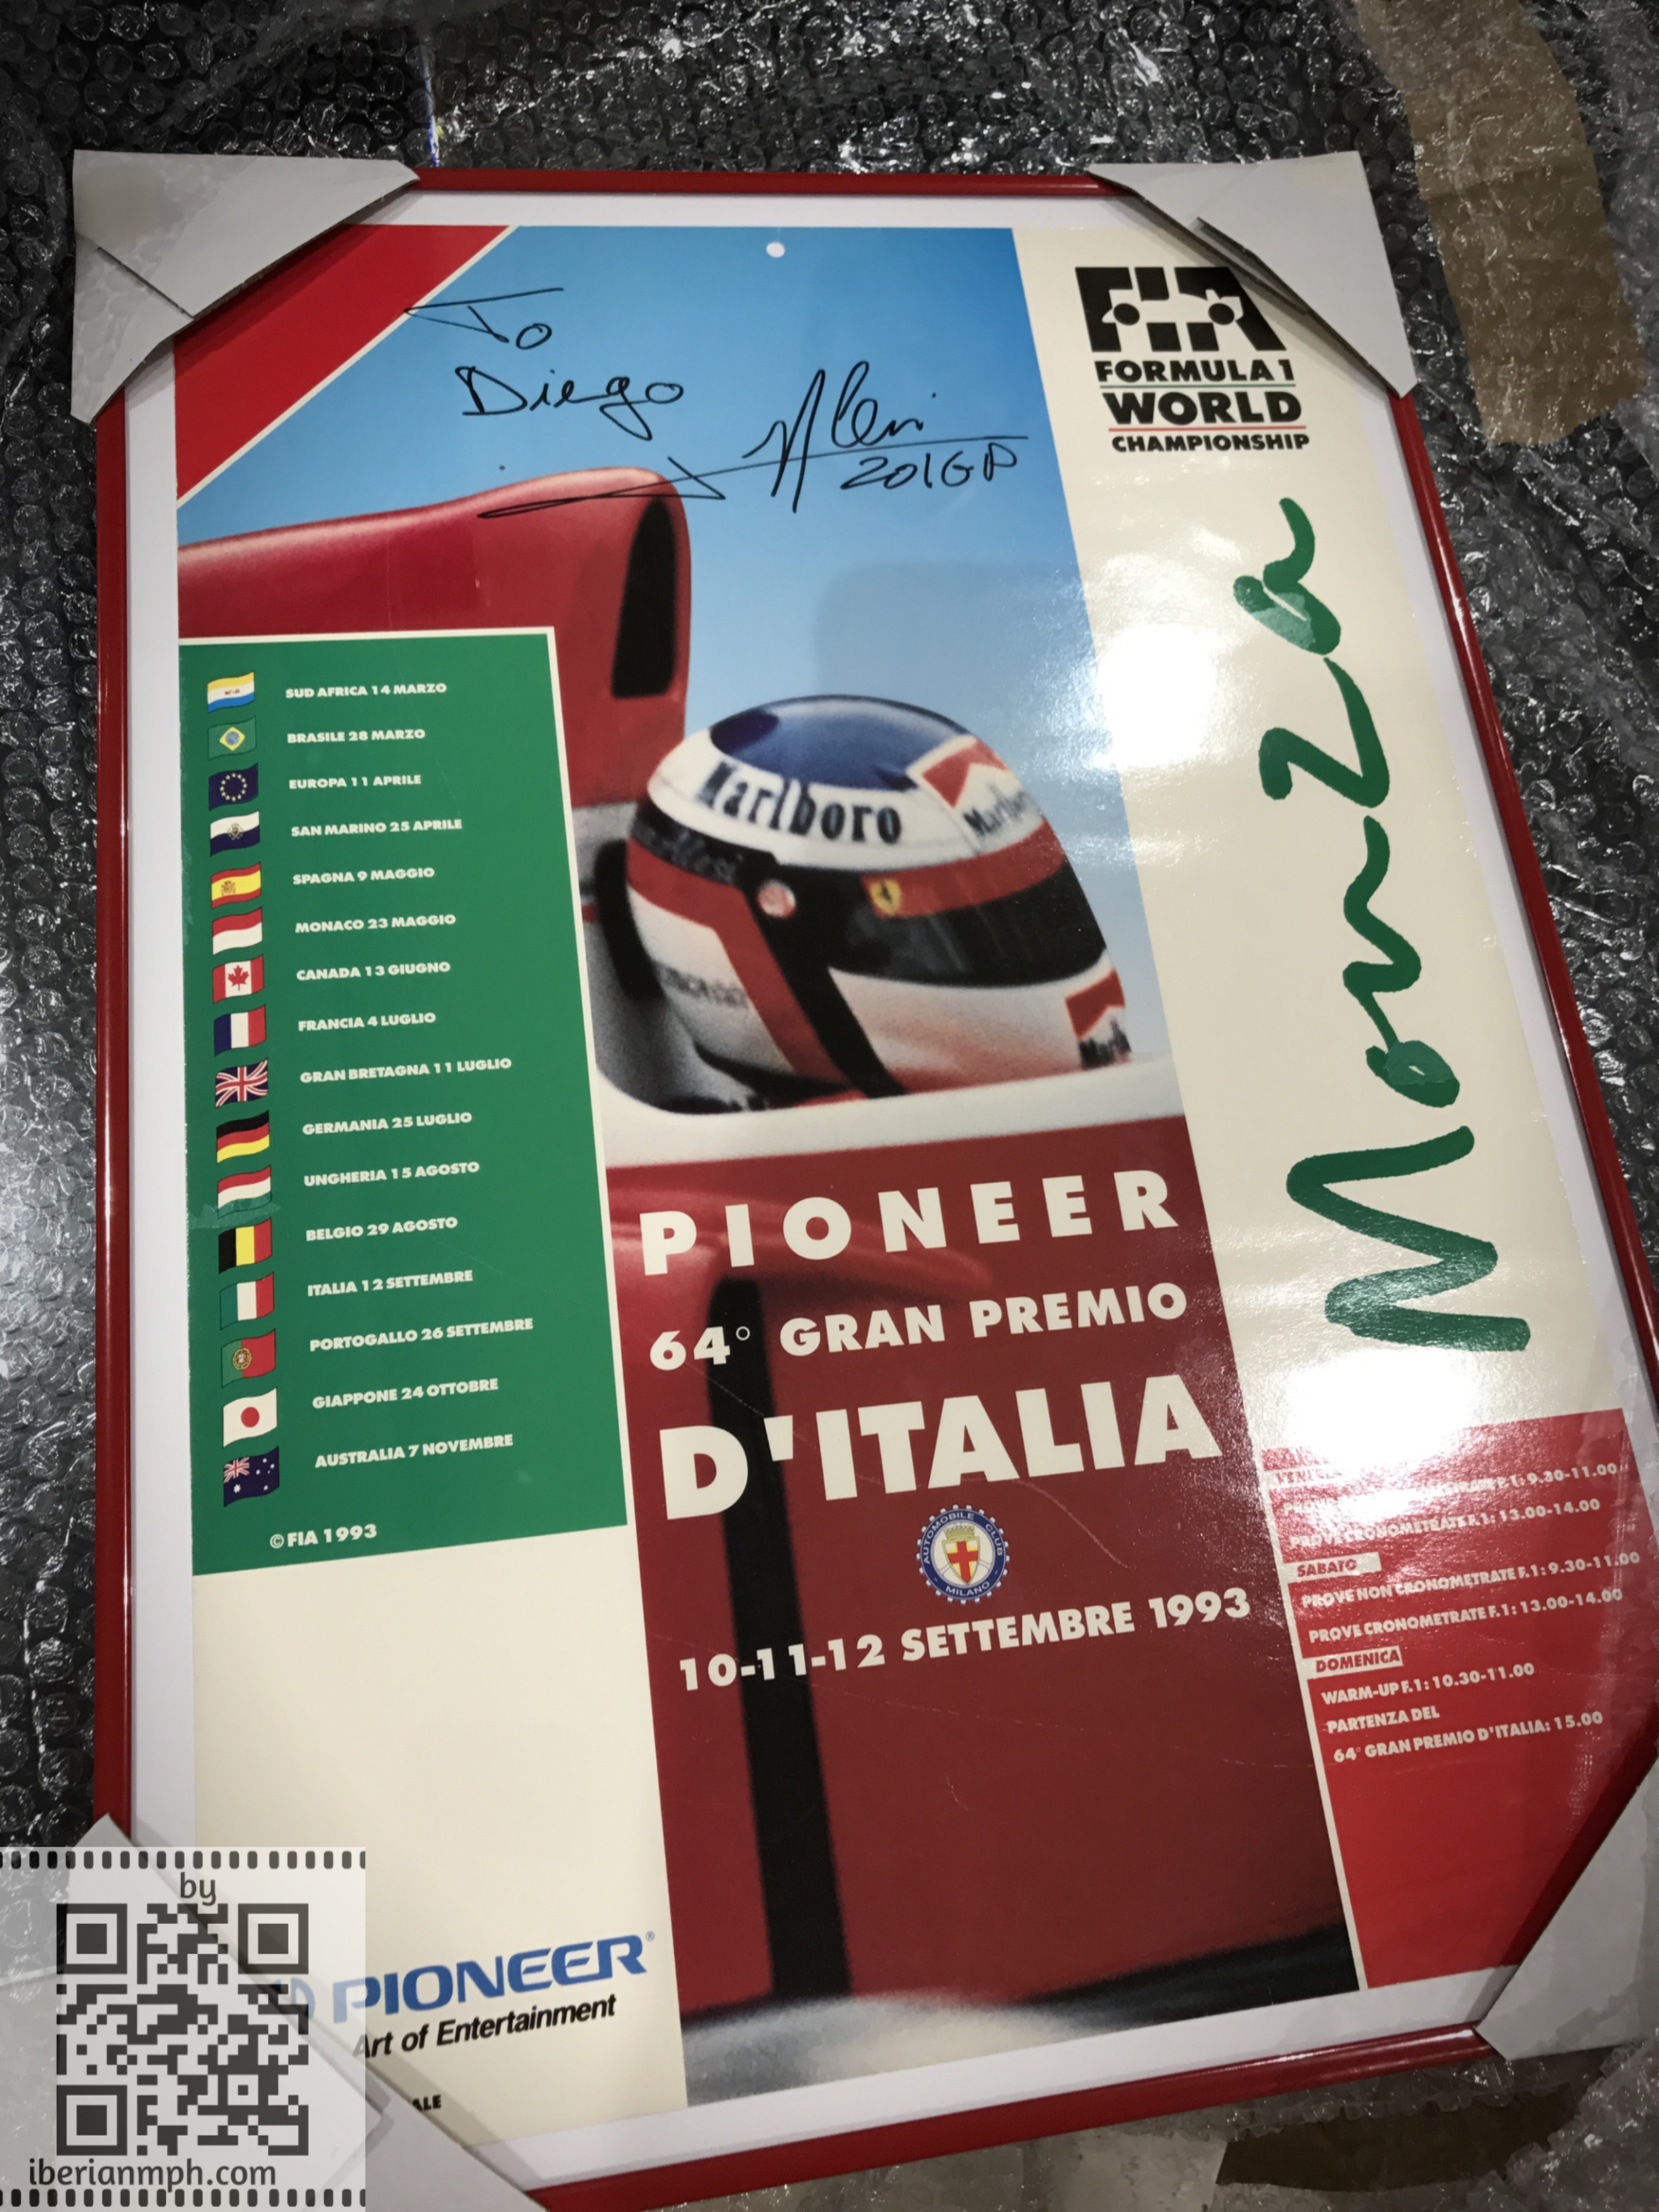 To
Diego
Alesi
201GP
FORMULA 1
WORLD
CHAMPIONSHIP
Monza
SUD AFRICA 14 MARZO
BRASILE 28 MARZO
EUROPA 11 APRILE
SAN MARINO 25 APRILE
SPAGNA 9 MAGGIO
MONACO 23 MAGGIO
CANADA 13 GIUGNO
FRANCIA 4 LUGLIO
GRAN BRETAGNA 11 LUGLIO
GERMANIA 25 LUGLIO
UNGHERIA 15 AGOSTO
BELGIO 29 AGOSTO
ITALIA 12 SETTEMBRE
PORTOGALLO 26 SETTEMBRE
GIAPPONE 24 OTTOBRE
AUSTRALIA 7 NOVEMBRE
© FIA 1993
Marlboro
Marlboro
PIONEER
64° GRAN PREMIO
D'ITALIA
AUTOMOBILE CLUB
MILANO
10-11-12 SETTEMBRE 1993
F.1: 9.30-11.00
PROVE CRONOMETRATE F.1: 13.00-14.00
SABATO
PROVE NON CRONOMETRATE F.1: 9.30-11.00
PROVE CRONOMETRATE F.1: 13.00-14.00
DOMENICA
WARM-UP F.1: 10.30-11.00
PARTENZA DEL
64° GRAN PREMIO D'ITALIA: 15.00
PIONEER®
Art of Entertainment
by
iberianmph.com